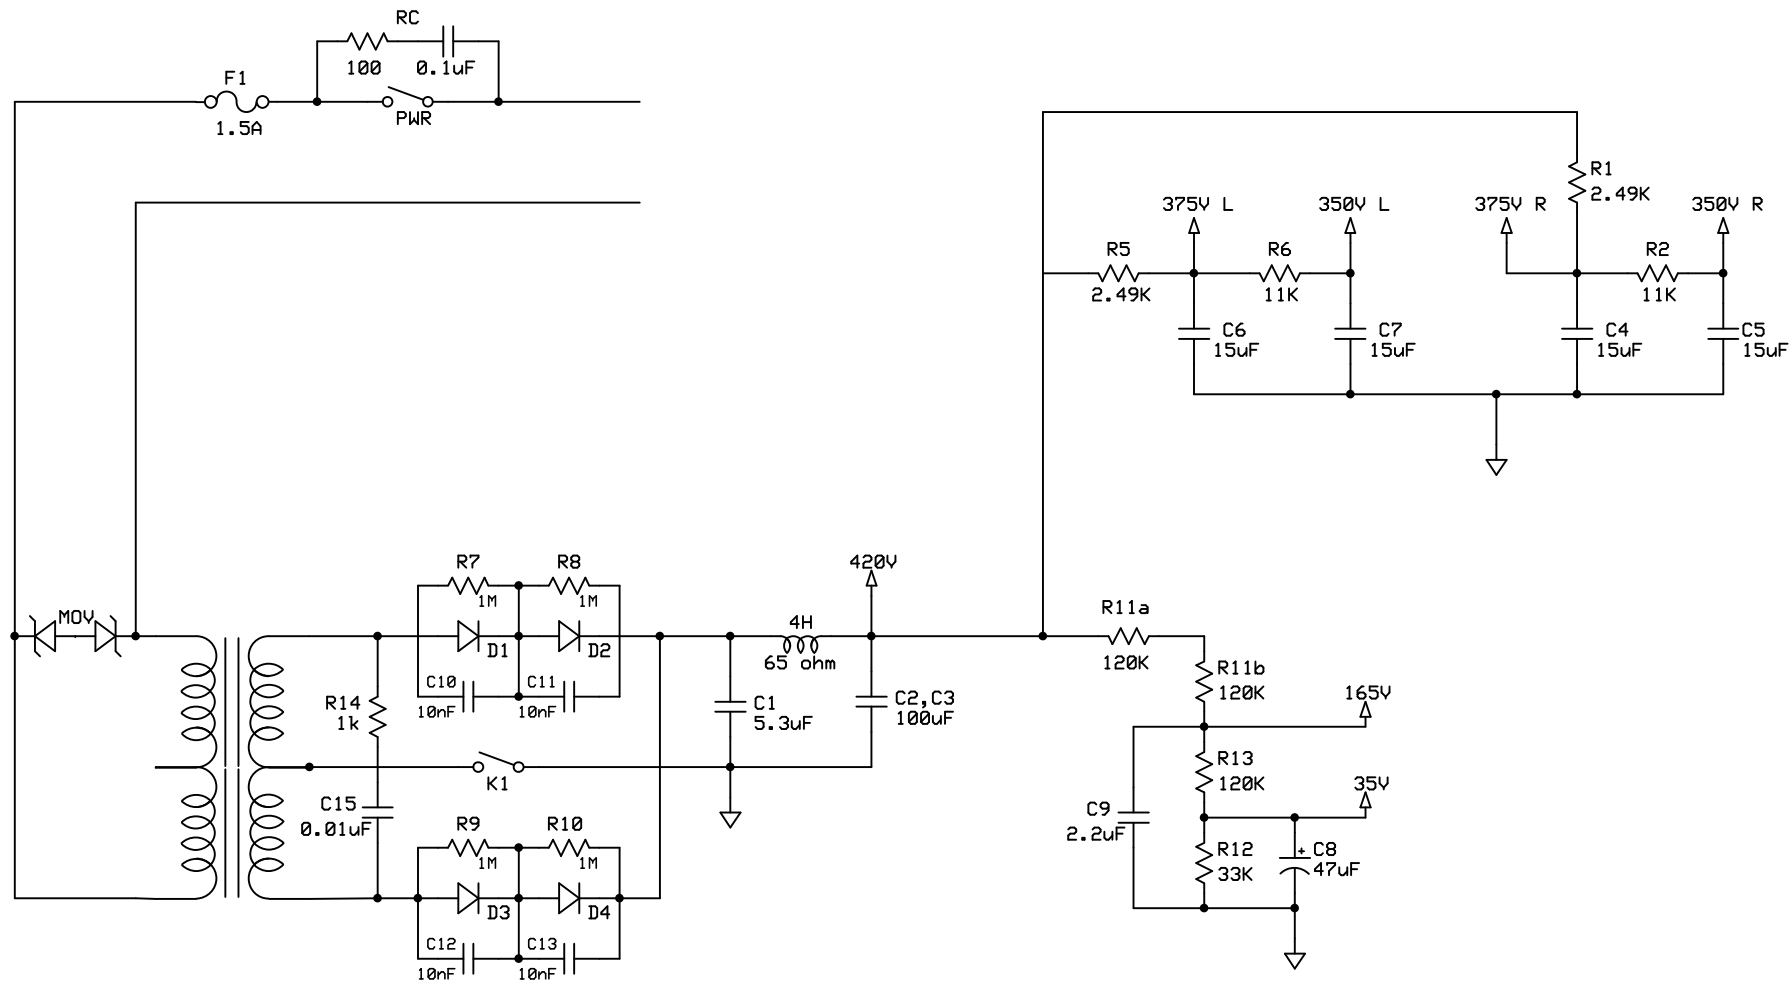 RC
100
0.1uF
F1
1.5A
PWR
R1
2.49K
375V L
350V L
375V R
350V R
R5
2.49K
R6
11K
R2
11K
C6
15uF
C7
15uF
C4
15uF
C5
15uF
MOV
R7
1M
R8
1M
D1
D2
C10
10nF
C11
10nF
R14
1k
4H
65 ohm
420V
C1
5.3uF
C2,C3
100uF
K1
C15
0.01uF
R9
1M
R10
1M
D3
D4
C12
10nF
C13
10nF
R11a
120K
R11b
120K
165V
R13
120K
35V
C9
2.2uF
R12
33K
+
C8
47uF